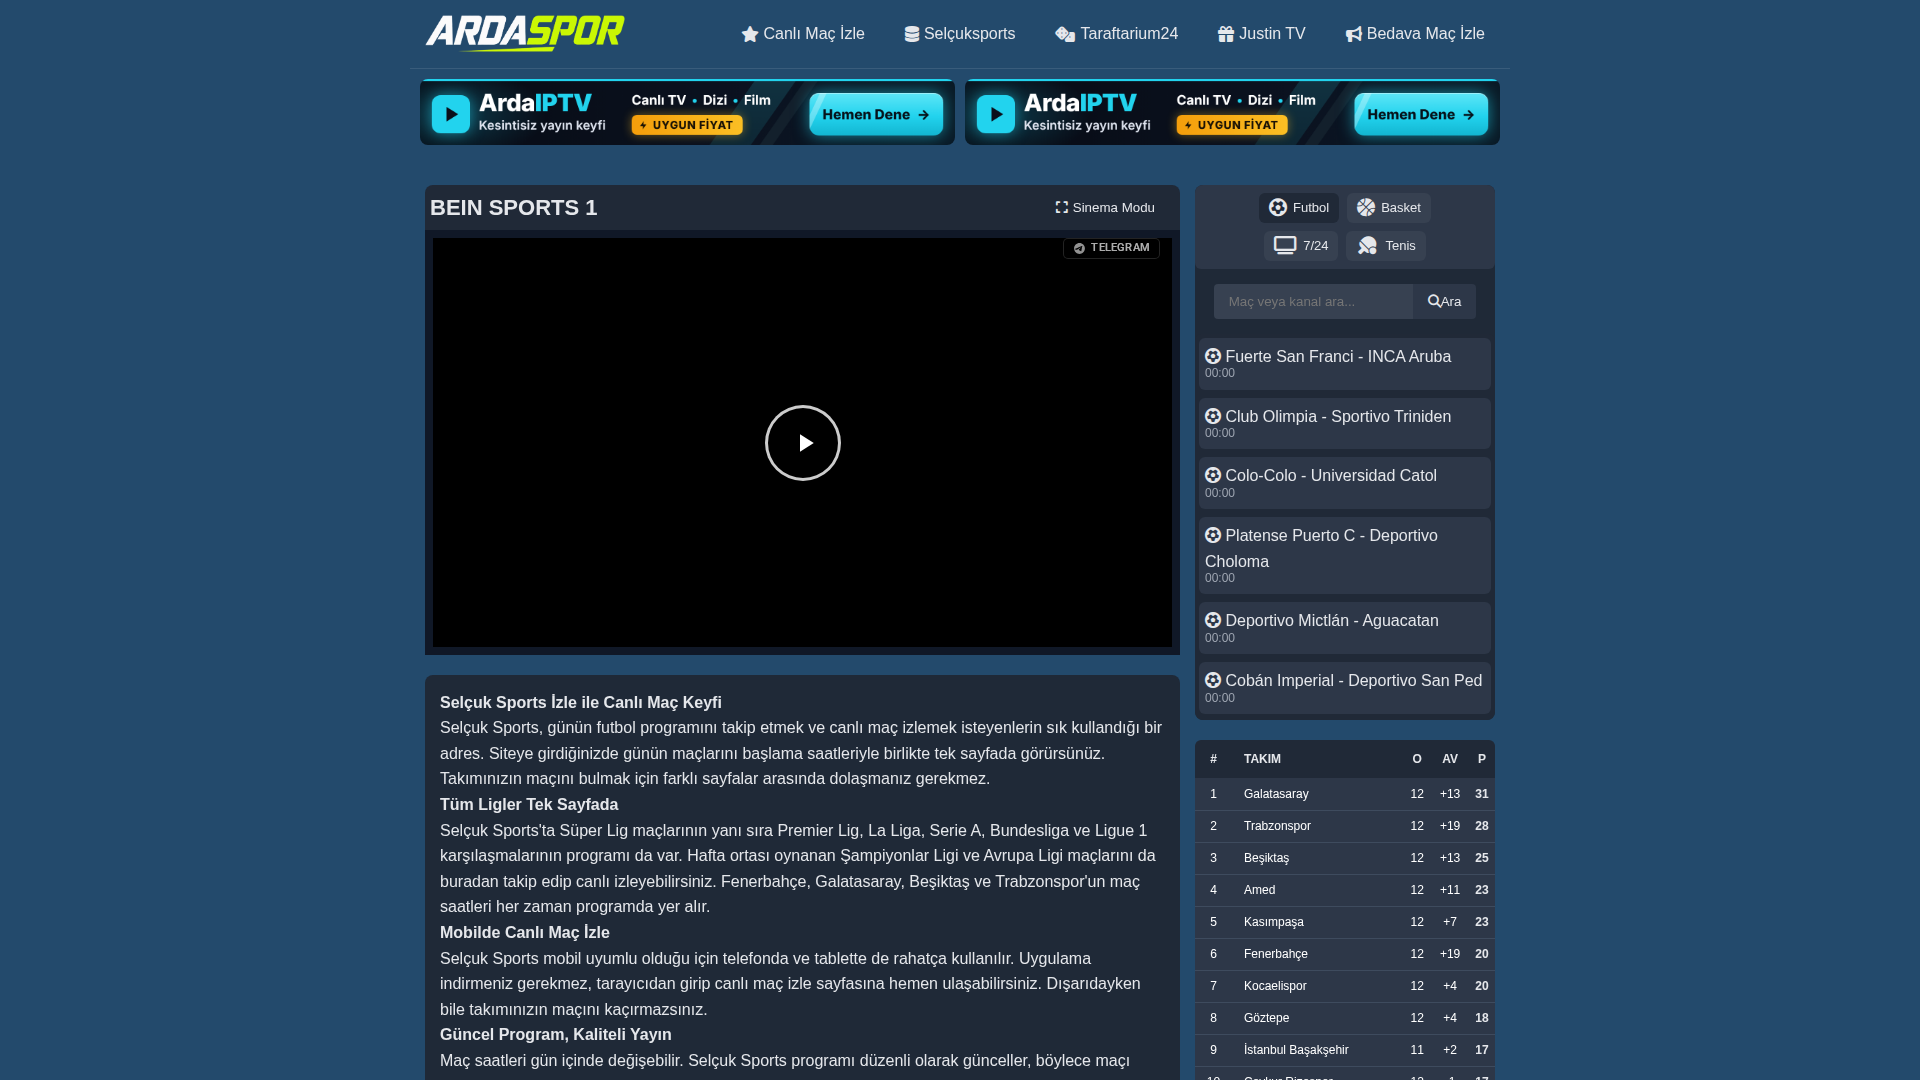 ARDASPOR
Canlı Maç İzle
Selçuksports
Taraftarium24
Justin TV
Bedava Maç İzle
ArdaIPTV
Kesintisiz yayın keyfi
Canlı TV • Dizi • Film
UYGUN FİYAT
Hemen Dene →
ArdaIPTV
Kesintisiz yayın keyfi
Canlı TV • Dizi • Film
UYGUN FİYAT
Hemen Dene →
BEIN SPORTS 1
Sinema Modu
TELEGRAM
Futbol
Basket
7/24
Tenis
Maç veya kanal ara...
Ara
Fuerte San Franci - INCA Aruba
00:00
Club Olimpia - Sportivo Triniden
00:00
Colo-Colo - Universidad Catol
00:00
Platense Puerto C - Deportivo
Choloma
00:00
Deportivo Mictlán - Aguacatan
00:00
Cobán Imperial - Deportivo San Ped
00:00
Selçuk Sports İzle ile Canlı Maç Keyfi
Selçuk Sports, günün futbol programını takip etmek ve canlı maç izlemek isteyenlerin sık kullandığı bir
adres. Siteye girdiğinizde günün maçlarını başlama saatleriyle birlikte tek sayfada görürsünüz.
Takımınızın maçını bulmak için farklı sayfalar arasında dolaşmanız gerekmez.
Tüm Ligler Tek Sayfada
Selçuk Sports'ta Süper Lig maçlarının yanı sıra Premier Lig, La Liga, Serie A, Bundesliga ve Ligue 1
karşılaşmalarının programı da var. Hafta ortası oynanan Şampiyonlar Ligi ve Avrupa Ligi maçlarını da
buradan takip edip canlı izleyebilirsiniz. Fenerbahçe, Galatasaray, Beşiktaş ve Trabzonspor'un maç
saatleri her zaman programda yer alır.
Mobilde Canlı Maç İzle
Selçuk Sports mobil uyumlu olduğu için telefonda ve tablette de rahatça kullanılır. Uygulama
indirmeniz gerekmez, tarayıcıdan girip canlı maç izle sayfasına hemen ulaşabilirsiniz. Dışarıdayken
bile takımınızın maçını kaçırmazsınız.
Güncel Program, Kaliteli Yayın
Maç saatleri gün içinde değişebilir. Selçuk Sports programı düzenli olarak günceller, böylece maçı
# TAKIM O AV P
1 Galatasaray 12 +13 31
2 Trabzonspor 12 +19 28
3 Beşiktaş 12 +13 25
4 Amed 12 +11 23
5 Kasımpaşa 12 +7 23
6 Fenerbahçe 12 +19 20
7 Kocaelispor 12 +4 20
8 Göztepe 12 +4 18
9 İstanbul Başakşehir 11 +2 17